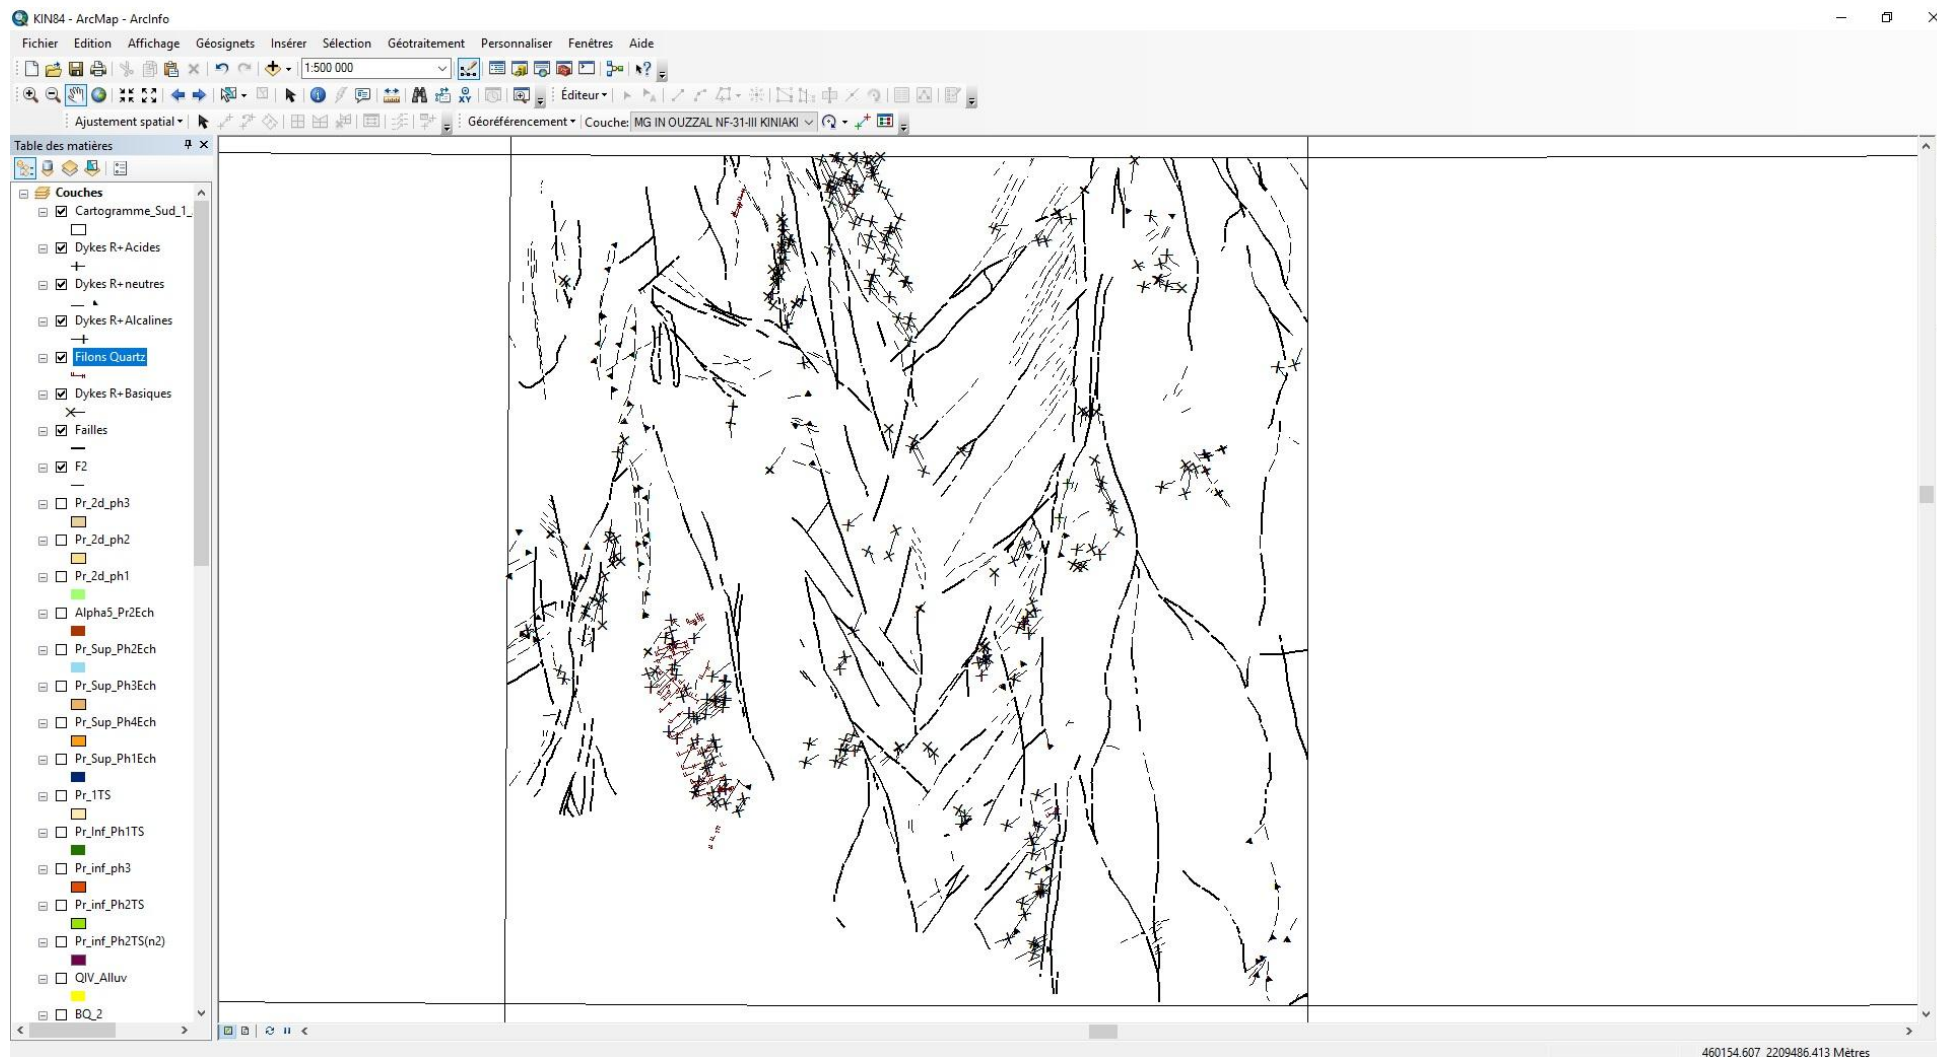 KIN84 - ArcMap - ArcInfo
Fichier Edition Affichage Géosignets Insérer Sélection Géotraitement Personnaliser Fenêtres Aide
1:500 000
Éditeur
Ajustement spatial Géoréférencement Couche: MG IN OUZZAL NF-31-III KINIAKI
Table des matières
Couches
Cartogramme_Sud_1_
Dykes R+Acides
Dykes R+neutres
Dykes R+Alcalines
Filons Quartz
Dykes R+Basiques
Failles
F2
Pr_2d_ph3
Pr_2d_ph2
Pr_2d_ph1
Alpha5_Pr2Ech
Pr_Sup_Ph2Ech
Pr_Sup_Ph3Ech
Pr_Sup_Ph4Ech
Pr_Sup_Ph1Ech
Pr_1TS
Pr_Inf_Ph1TS
Pr_inf_ph3
Pr_inf_Ph2TS
Pr_inf_Ph2TS(n2)
QIV_Alluv
BQ_2
460154,607 2209486,413 Mètres